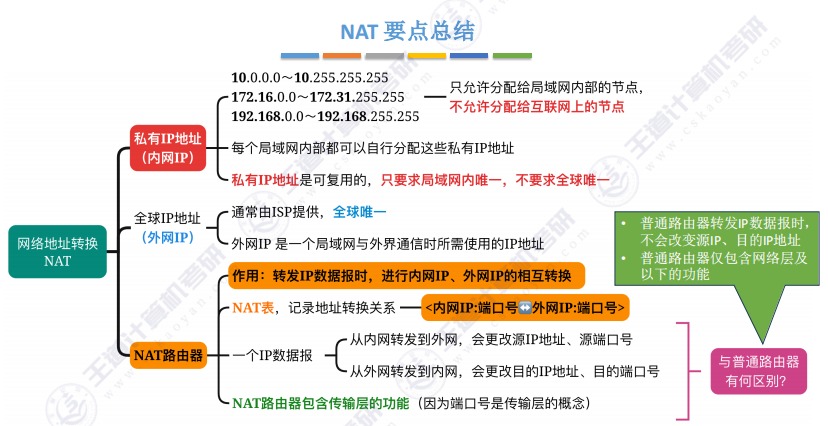 NAT 要点总结
10.0.0.0～10.255.255.255
172.16.0.0～172.31.255.255
192.168.0.0～192.168.255.255
只允许分配给局域网内部的节点，
不允许分配给互联网上的节点
私有IP地址
（内网IP）
每个局域网内部都可以自行分配这些私有IP地址
私有IP地址是可复用的，只要求局域网内唯一，不要求全球唯一
全球IP地址
（外网IP）
通常由ISP提供，全球唯一
外网IP 是一个局域网与外界通信时所需使用的IP地址
网络地址转换
NAT
作用：转发IP数据报时，进行内网IP、外网IP的相互转换
NAT表，记录地址转换关系
<内网IP:端口号↔外网IP:端口号>
NAT路由器
一个IP数据报
从内网转发到外网，会更改源IP地址、源端口号
从外网转发到内网，会更改目的IP地址、目的端口号
NAT路由器包含传输层的功能（因为端口号是传输层的概念）
• 普通路由器转发IP数据报时，
不会改变源IP、目的IP地址
• 普通路由器仅包含网络层及
以下的功能
与普通路由器
有何区别？
王道计算机考研
www.cskaoyan.com